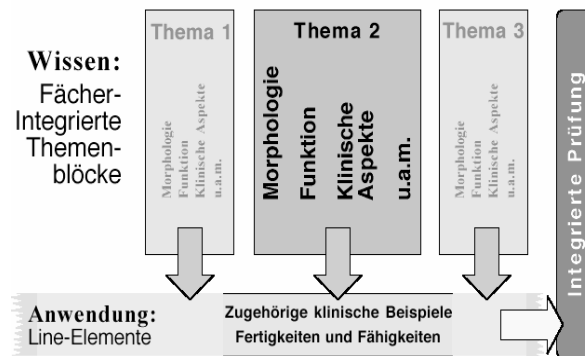 Wissen:
Fächer-
Integrierte
Themen-
blöcke
Thema 1
Morphologie
Funktion
Klinische Aspekte
u.a.m.
Thema 2
Morphologie
Funktion
Klinische
Aspekte
u.a.m.
Thema 3
Morphologie
Funktion
Klinische Aspekte
u.a.m.
Integrierte Prüfung
Anwendung:
Line-Elemente
Zugehörige klinische Beispiele
Fertigkeiten und Fähigkeiten